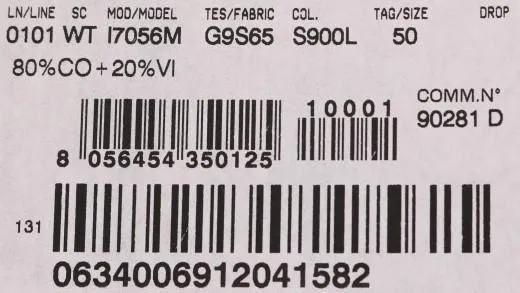 LN/LINE SC MOD/MODEL TES/FABRIC COL. TAG/SIZE DROP
0101 WT I7056M G9S65 S900L 50
80%CO+20%VI
10001 COMM.N°
90281 D
8 056454 350125
131
0634006912041582